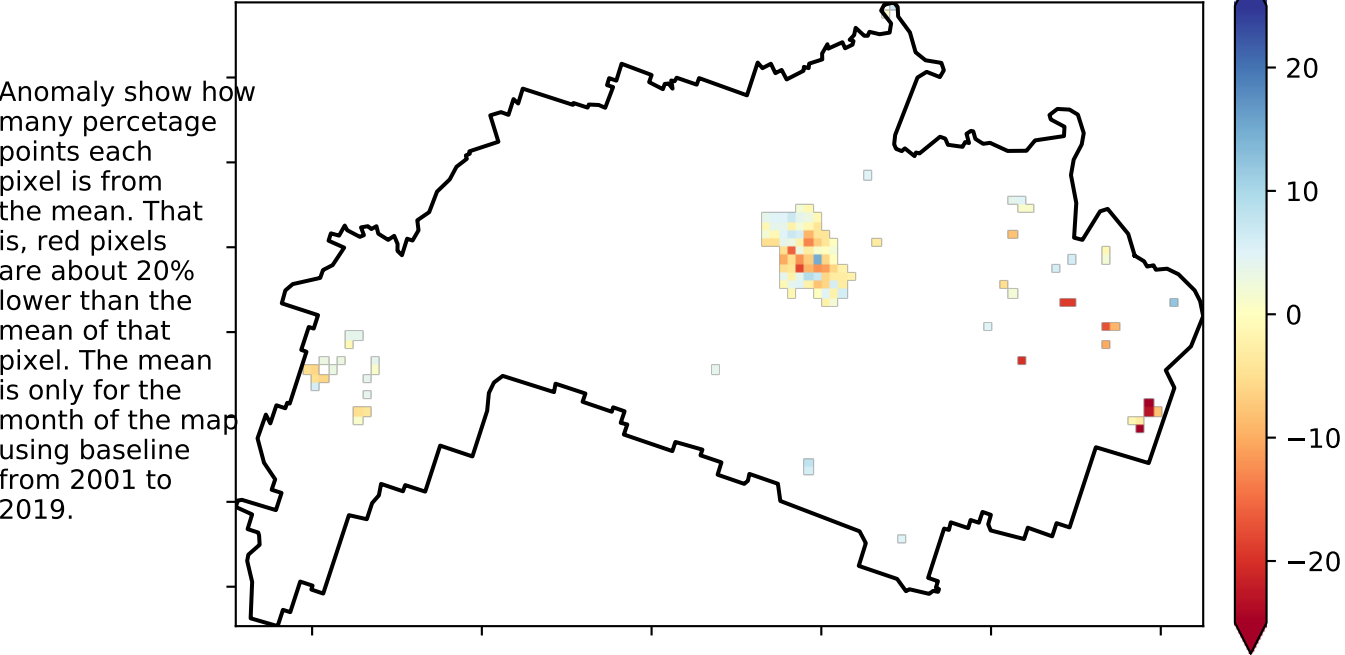 Anomaly show how
many percetage
points each
pixel is from
the mean. That
is, red pixels
are about 20%
lower than the
mean of that
pixel. The mean
is only for the
month of the map
using baseline
from 2001 to
2019.
20
10
0
−10
−20